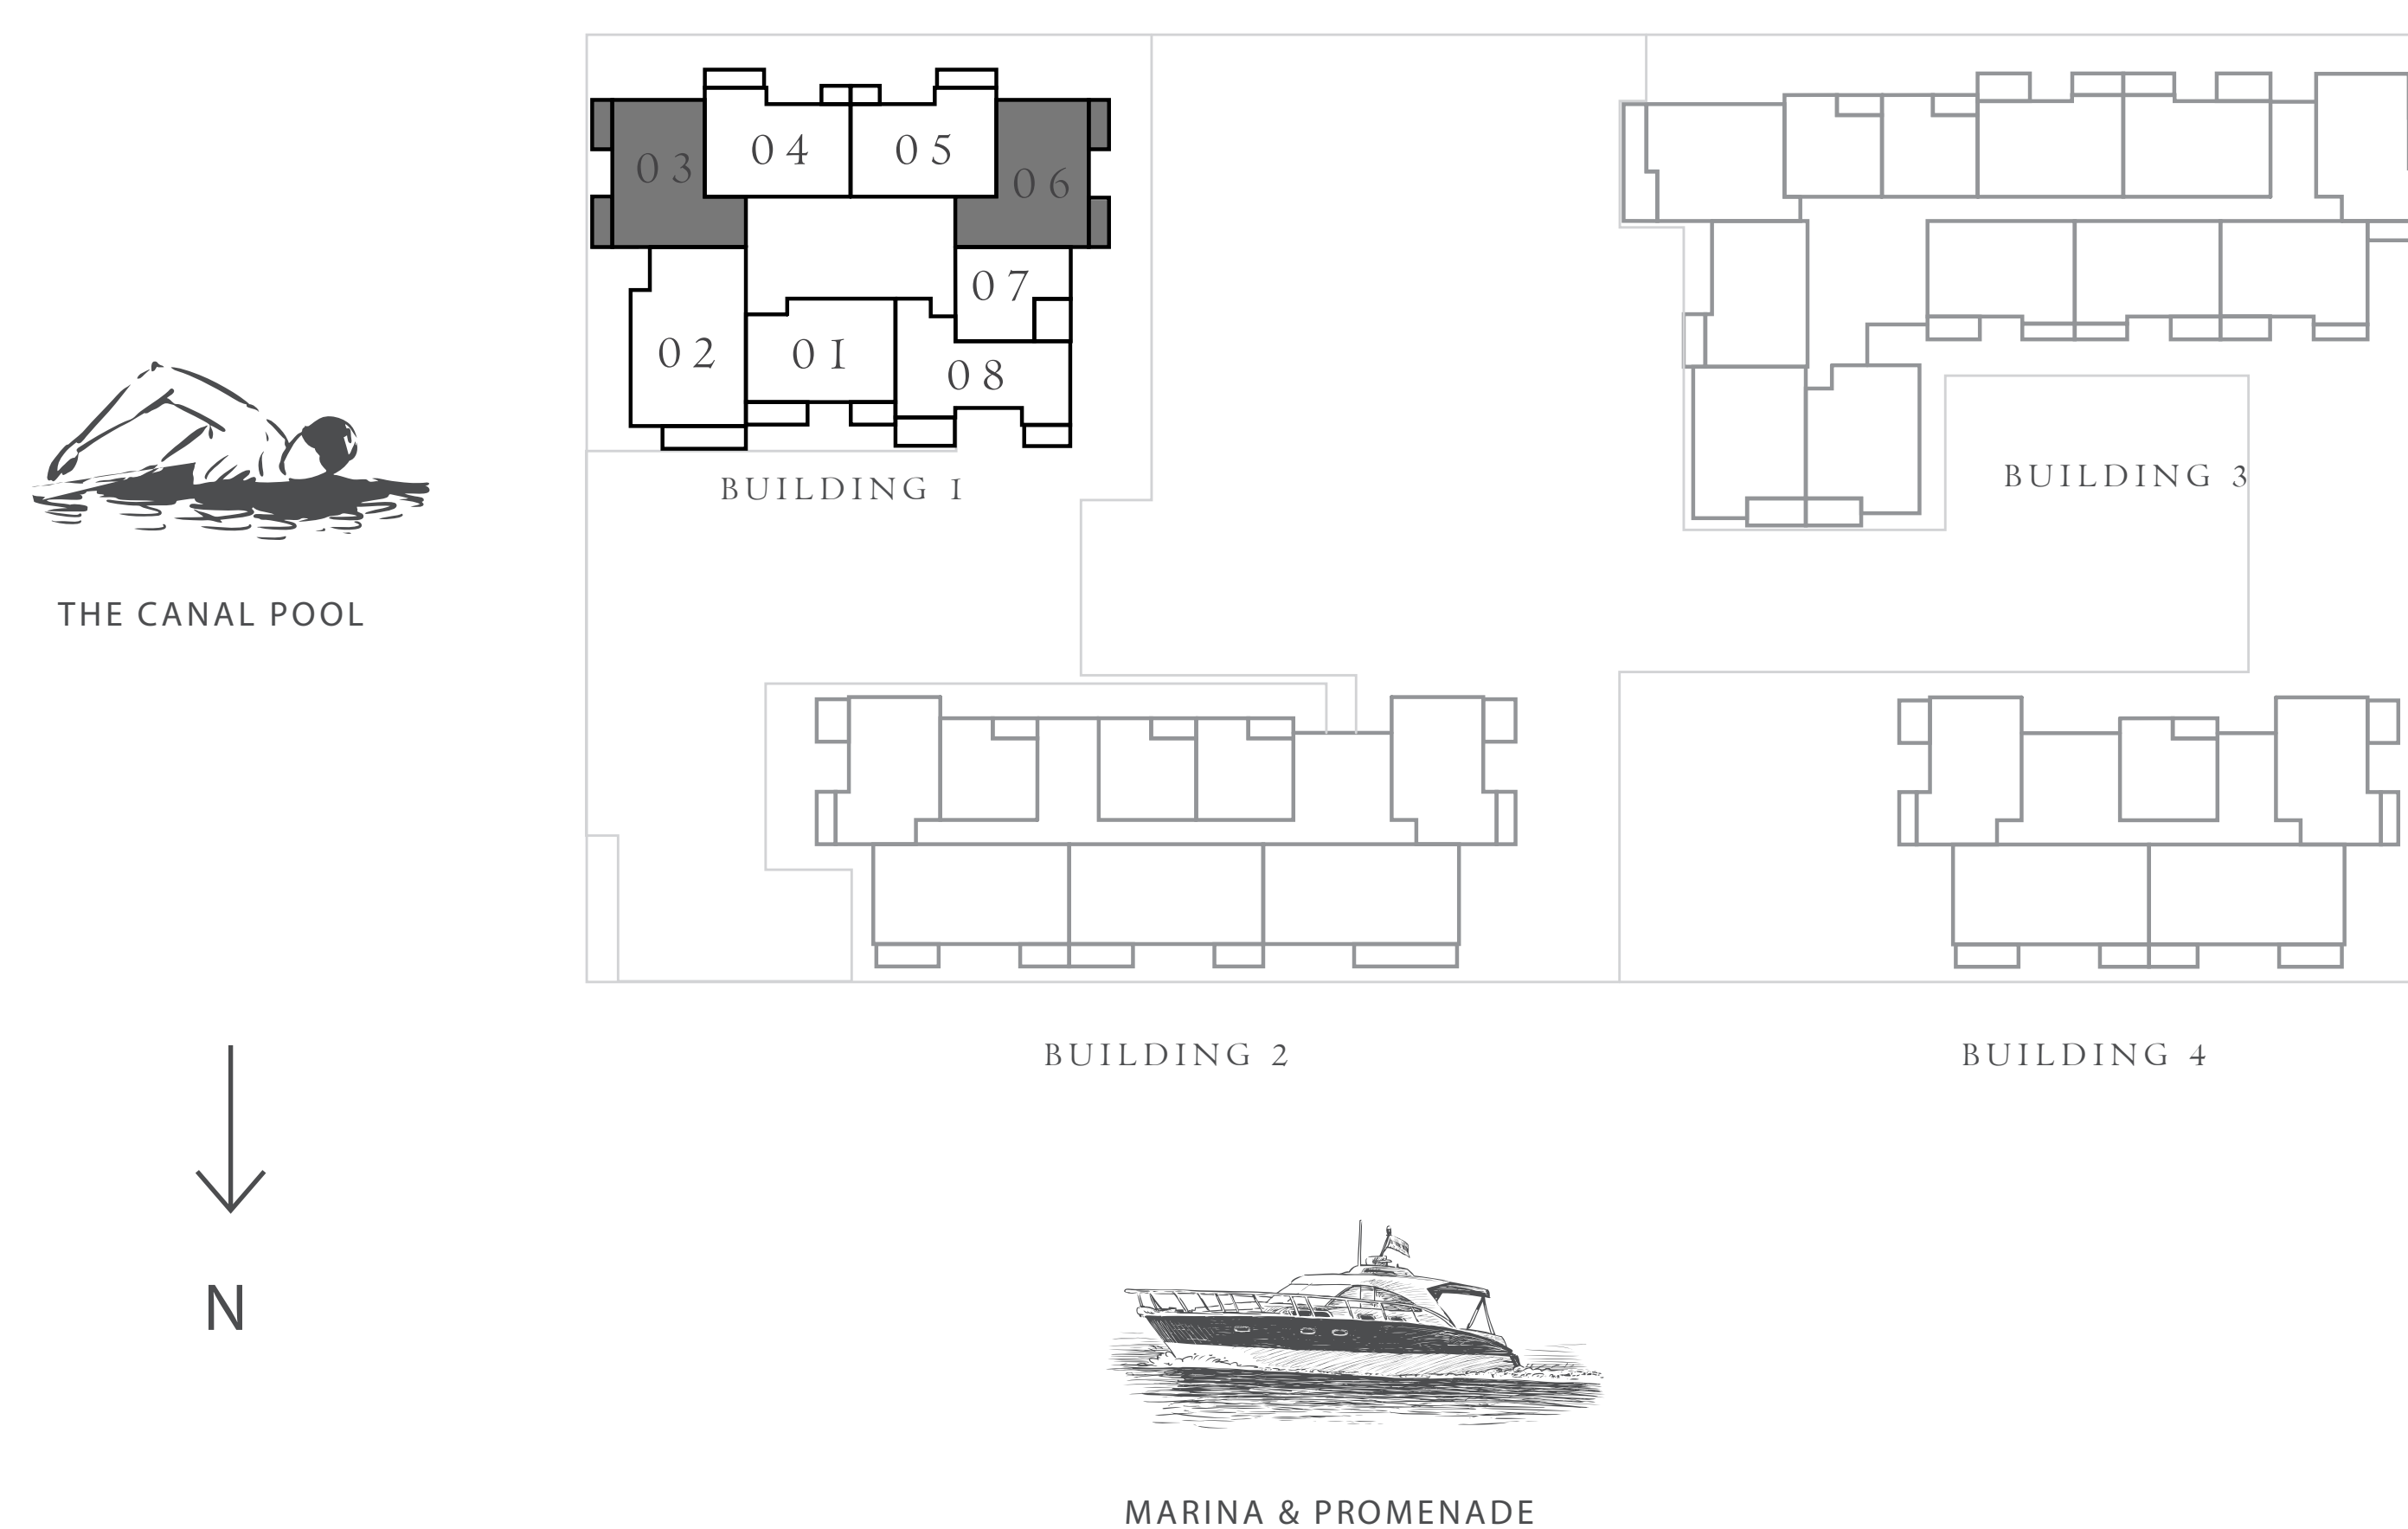 04 05
03 06
07
02 01
08
BUILDING 1
BUILDING 3
THE CANAL POOL
BUILDING 2
BUILDING 4
N
MARINA & PROMENADE